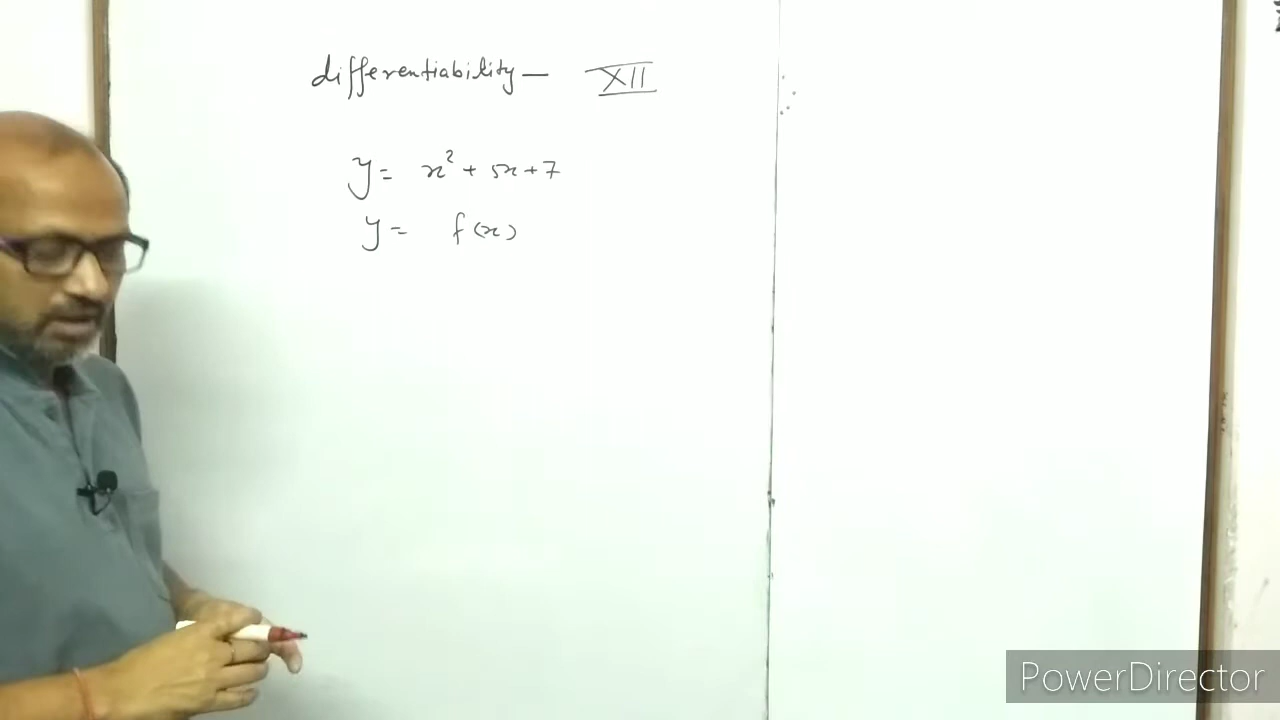 differentiability — XII
y = x² + 5x + 7
y = f(x)
PowerDirector